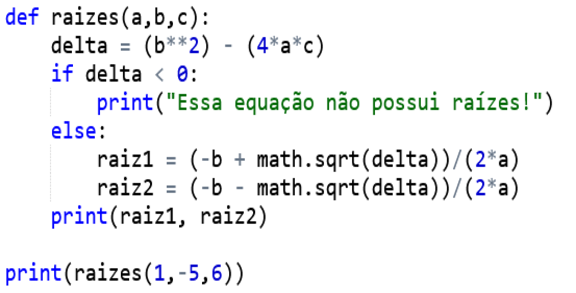 def raizes(a,b,c):
    delta = (b**2) - (4*a*c)
    if delta < 0:
        print("Essa equação não possui raízes!")
    else:
        raiz1 = (-b + math.sqrt(delta))/(2*a)
        raiz2 = (-b - math.sqrt(delta))/(2*a)
    print(raiz1, raiz2)

print(raizes(1,-5,6))